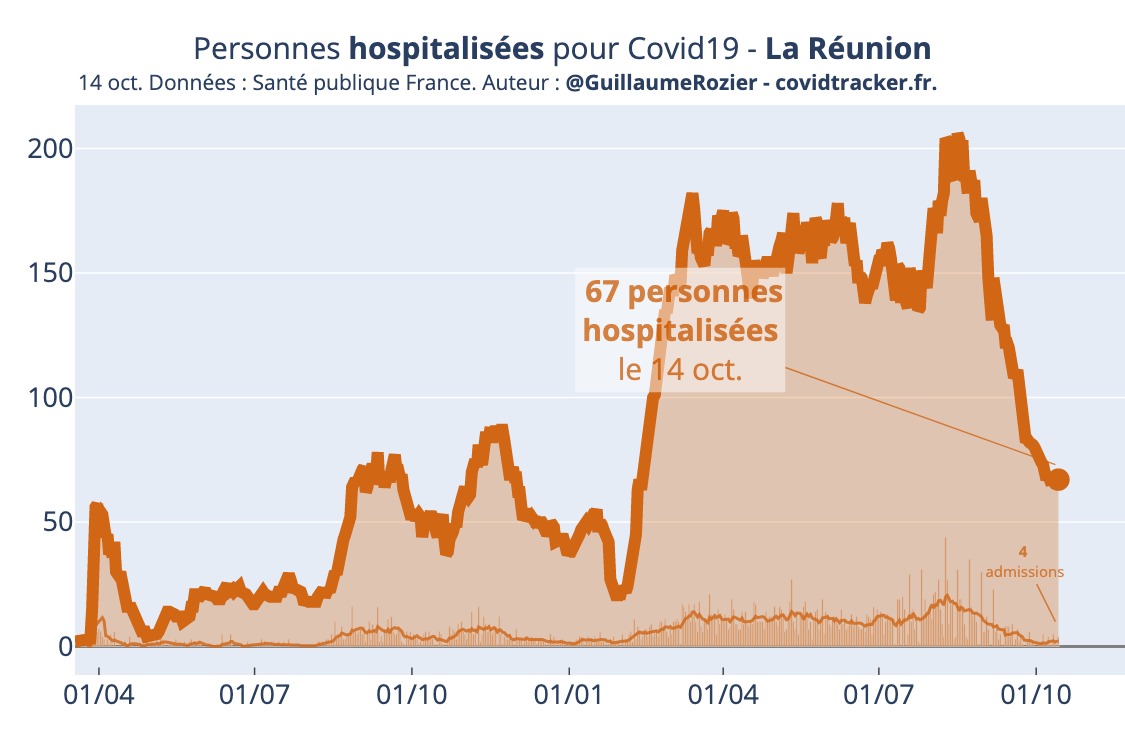 Personnes hospitalisées pour Covid19 - La Réunion
14 oct. Données : Santé publique France. Auteur : @GuillaumeRozier - covidtracker.fr.
200
150
67 personnes
hospitalisées
le 14 oct.
100
50
4
admissions
0
01/04 01/07 01/10 01/01 01/04 01/07 01/10